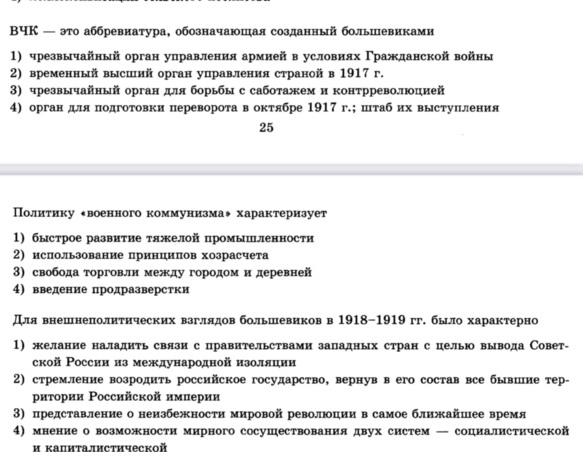 ВЧК — это аббревиатура, обозначающая созданный большевиками
1) чрезвычайный орган управления армией в условиях Гражданской войны
2) временный высший орган управления страной в 1917 г.
3) чрезвычайный орган для борьбы с саботажем и контрреволюцией
4) орган для подготовки переворота в октябре 1917 г.; штаб их выступления
25
Политику «военного коммунизма» характеризует
1) быстрое развитие тяжелой промышленности
2) использование принципов хозрасчета
3) свобода торговли между городом и деревней
4) введение продразверстки
Для внешнеполитических взглядов большевиков в 1918–1919 гг. было характерно
1) желание наладить связи с правительствами западных стран с целью вывода Совет-
ской России из международной изоляции
2) стремление возродить российское государство, вернув в его состав все бывшие тер-
ритории Российской империи
3) представление о неизбежности мировой революции в самое ближайшее время
4) мнение о возможности мирного сосуществования двух систем — социалистической
и капиталистической